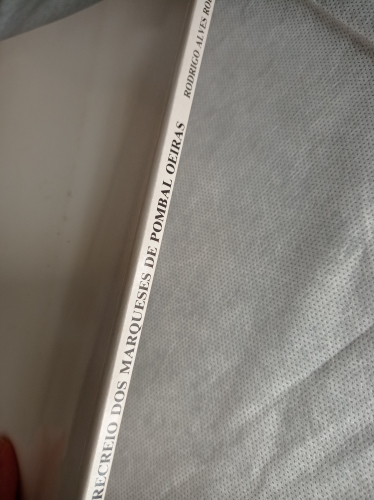 RECREIO DOS MARQUESES DE POMBAL OEIRAS
RODRIGO ALVES